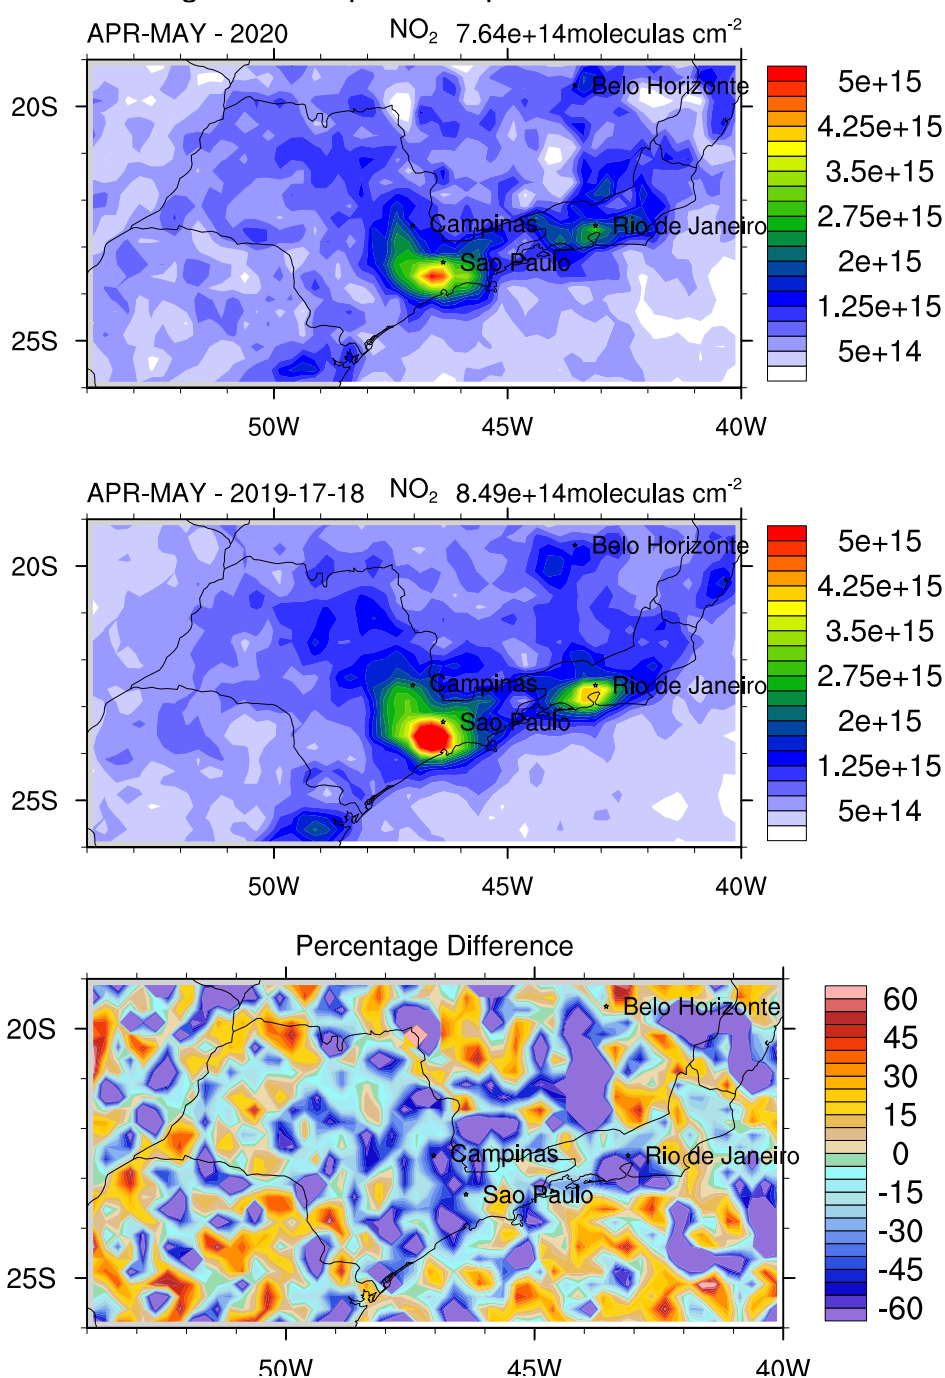 APR-MAY - 2020 NO2 7.64e+14moleculas cm-2
Belo Horizonte
Campinas
Rio de Janeiro
Sao Paulo
20S
25S
50W 45W 40W
5e+15
4.25e+15
3.5e+15
2.75e+15
2e+15
1.25e+15
5e+14
APR-MAY - 2019-17-18 NO2 8.49e+14moleculas cm-2
Belo Horizonte
Campinas
Rio de Janeiro
Sao Paulo
20S
25S
50W 45W 40W
5e+15
4.25e+15
3.5e+15
2.75e+15
2e+15
1.25e+15
5e+14
Percentage Difference
Belo Horizonte
Campinas
Rio de Janeiro
Sao Paulo
20S
25S
50W 45W 40W
60
45
30
15
0
-15
-30
-45
-60